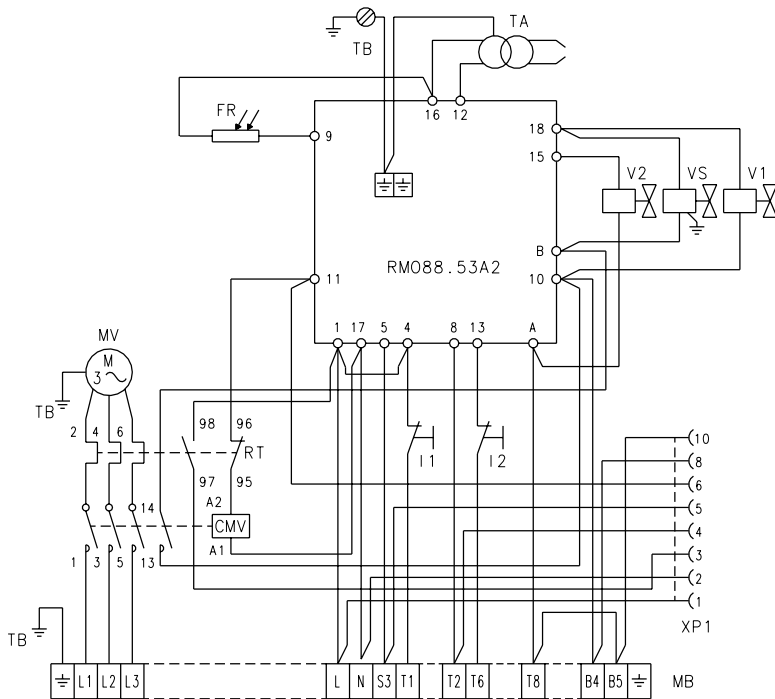 TA
TB
16 12
FR
9
18
15
V2 VS V1
B
RMO88.53A2
11
10
1 17 5 4 8 13 A
MV
M
3
TB
2 4 6
98 96
RT
I1 I2
10
8
97 95
6
14
A2
5
CMV
4
A1
1 3 5 13
3
2
1
XP1
TB
L1 L2 L3 L N S3 T1 T2 T6 T8 B4 B5 MB